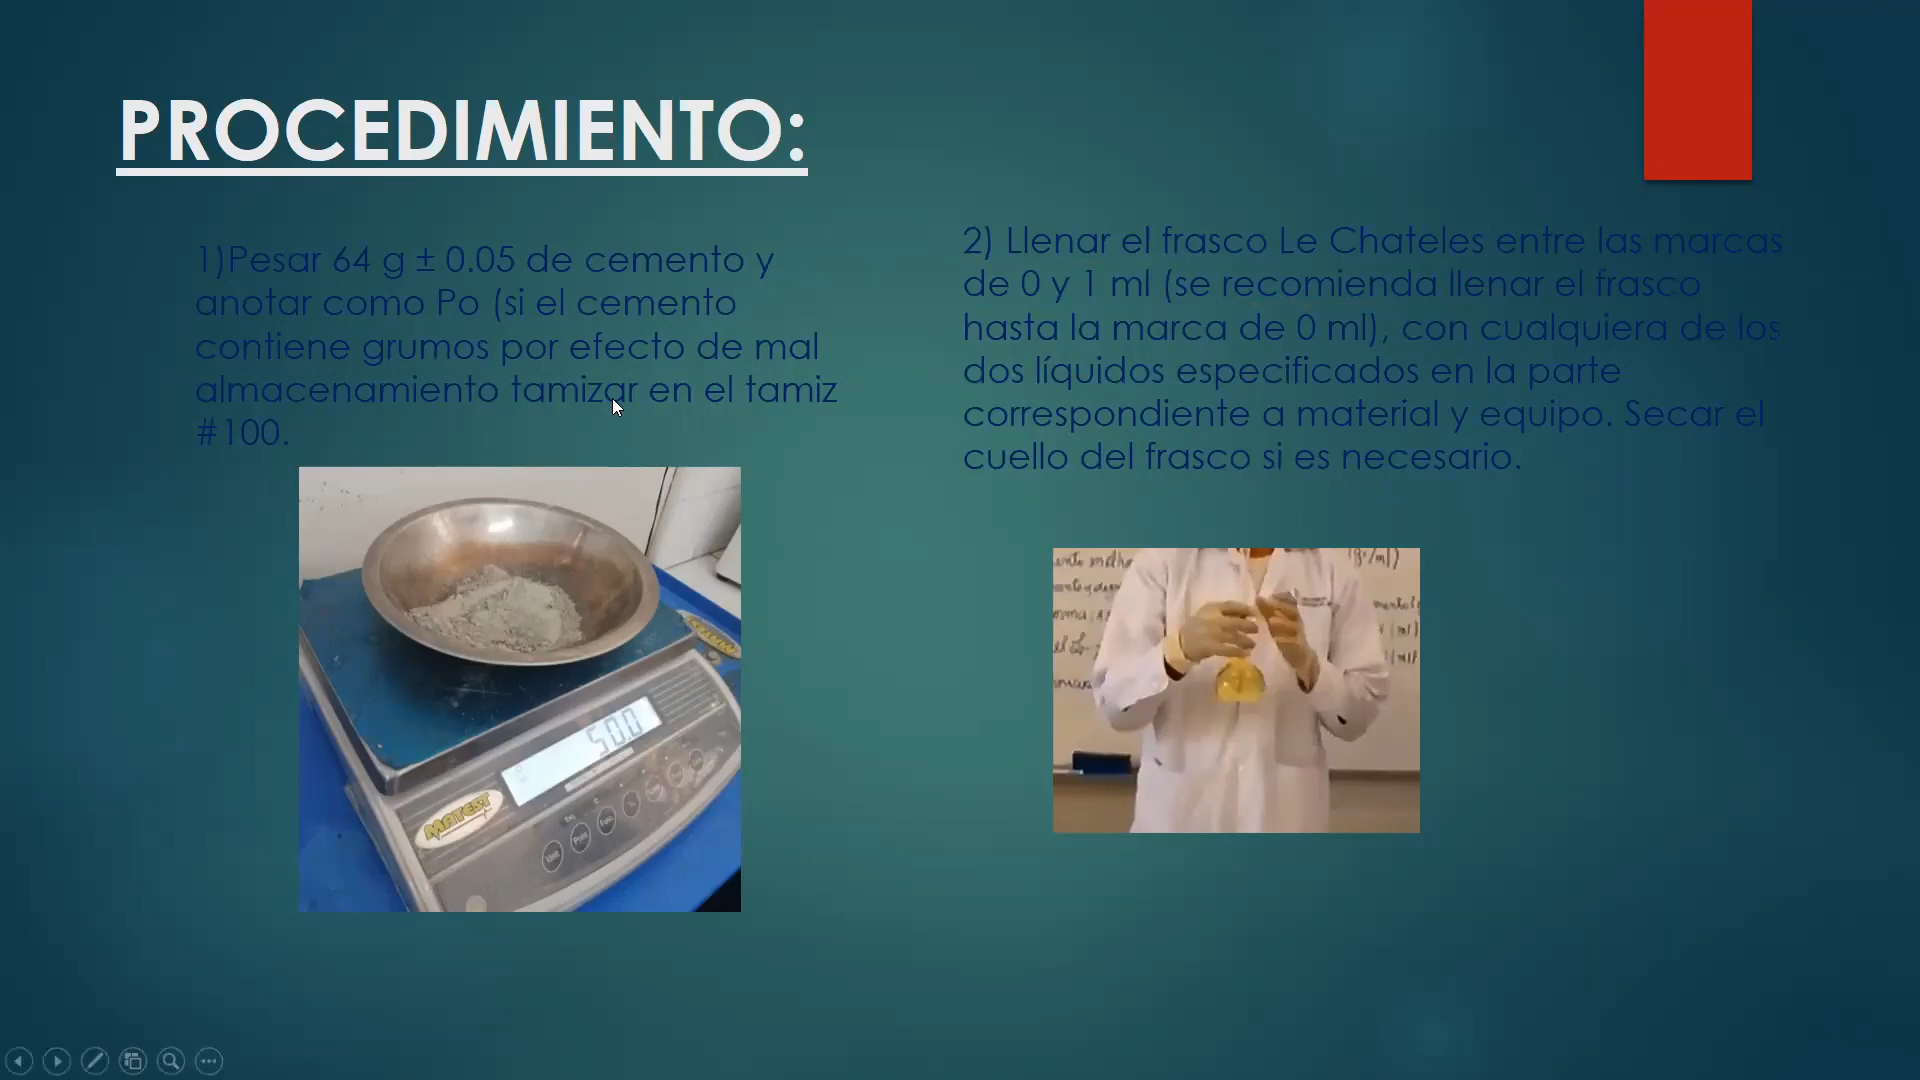 PROCEDIMIENTO:
1)Pesar 64 g ± 0.05 de cemento y
anotar como Po (si el cemento
contiene grumos por efecto de mal
almacenamiento tamizar en el tamiz
#100.
2) Llenar el frasco Le Chateles entre las marcas
de 0 y 1 ml (se recomienda llenar el frasco
hasta la marca de 0 ml), con cualquiera de los
dos líquidos especificados en la parte
correspondiente a material y equipo. Secar el
cuello del frasco si es necesario.
50.0
MATEST